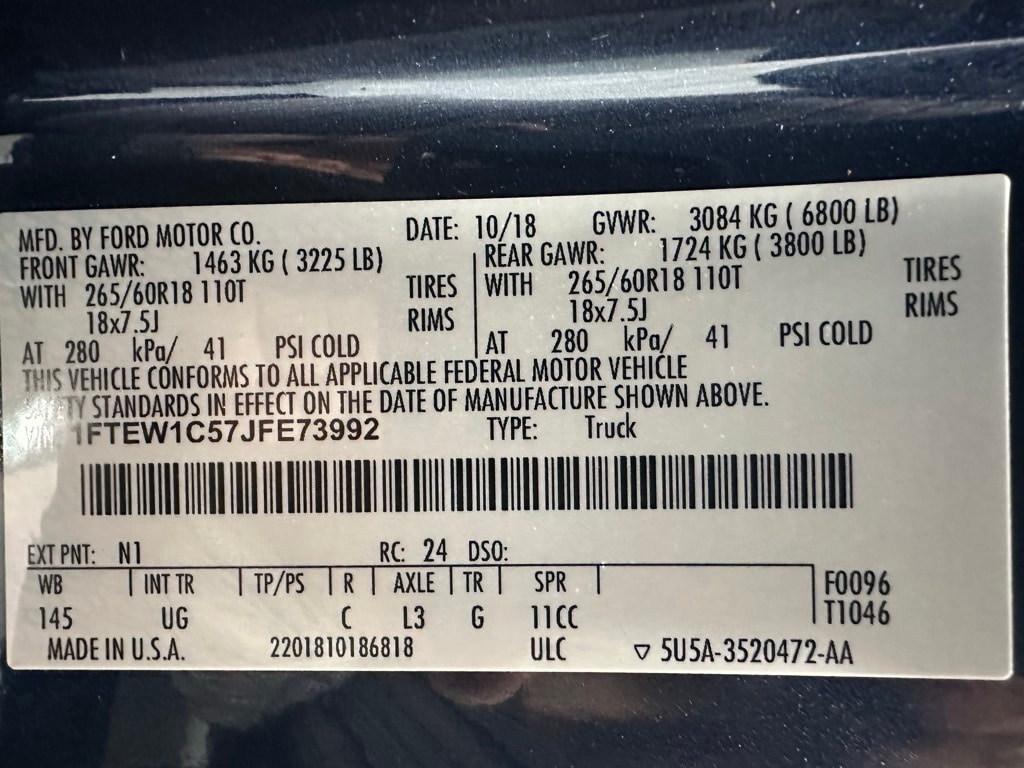 MFD. BY FORD MOTOR CO. DATE: 10/18 GVWR: 3084 KG ( 6800 LB)
FRONT GAWR: 1463 KG ( 3225 LB) REAR GAWR: 1724 KG ( 3800 LB)
WITH 265/60R18 110T TIRES WITH 265/60R18 110T TIRES
18x7.5J RIMS 18x7.5J RIMS
AT 280 kPa/ 41 PSI COLD AT 280 kPa/ 41 PSI COLD
THIS VEHICLE CONFORMS TO ALL APPLICABLE FEDERAL MOTOR VEHICLE
SAFETY STANDARDS IN EFFECT ON THE DATE OF MANUFACTURE SHOWN ABOVE.
VIN: 1FTEW1C57JFE73992 TYPE: Truck
EXT PNT: N1 RC: 24 DSO:
WB INT TR TP/PS R AXLE TR SPR F0096
145 UG C L3 G 11CC T1046
MADE IN U.S.A. 2201810186818 ULC ▽ 5U5A-3520472-AA